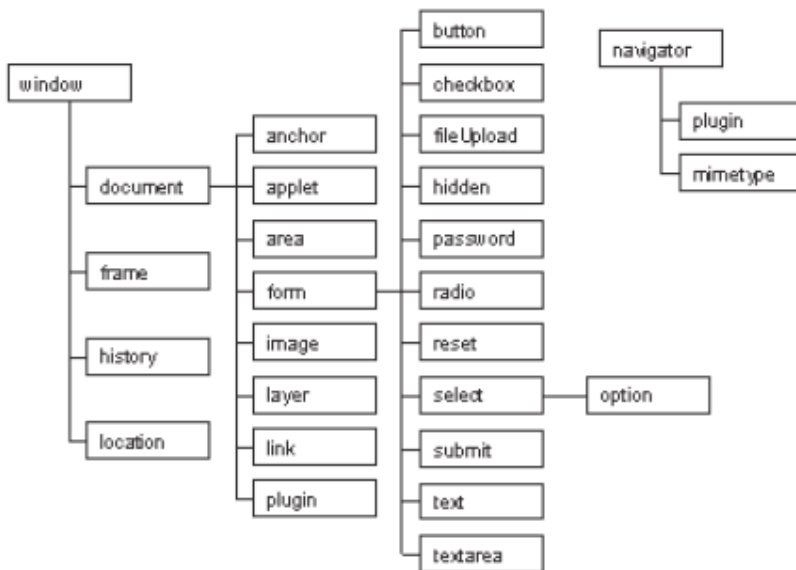 window
document
frame
history
location
anchor
applet
area
form
image
layer
link
plugin
button
checkbox
fileUpload
hidden
password
radio
reset
select
submit
text
textarea
option
navigator
plugin
mimetype